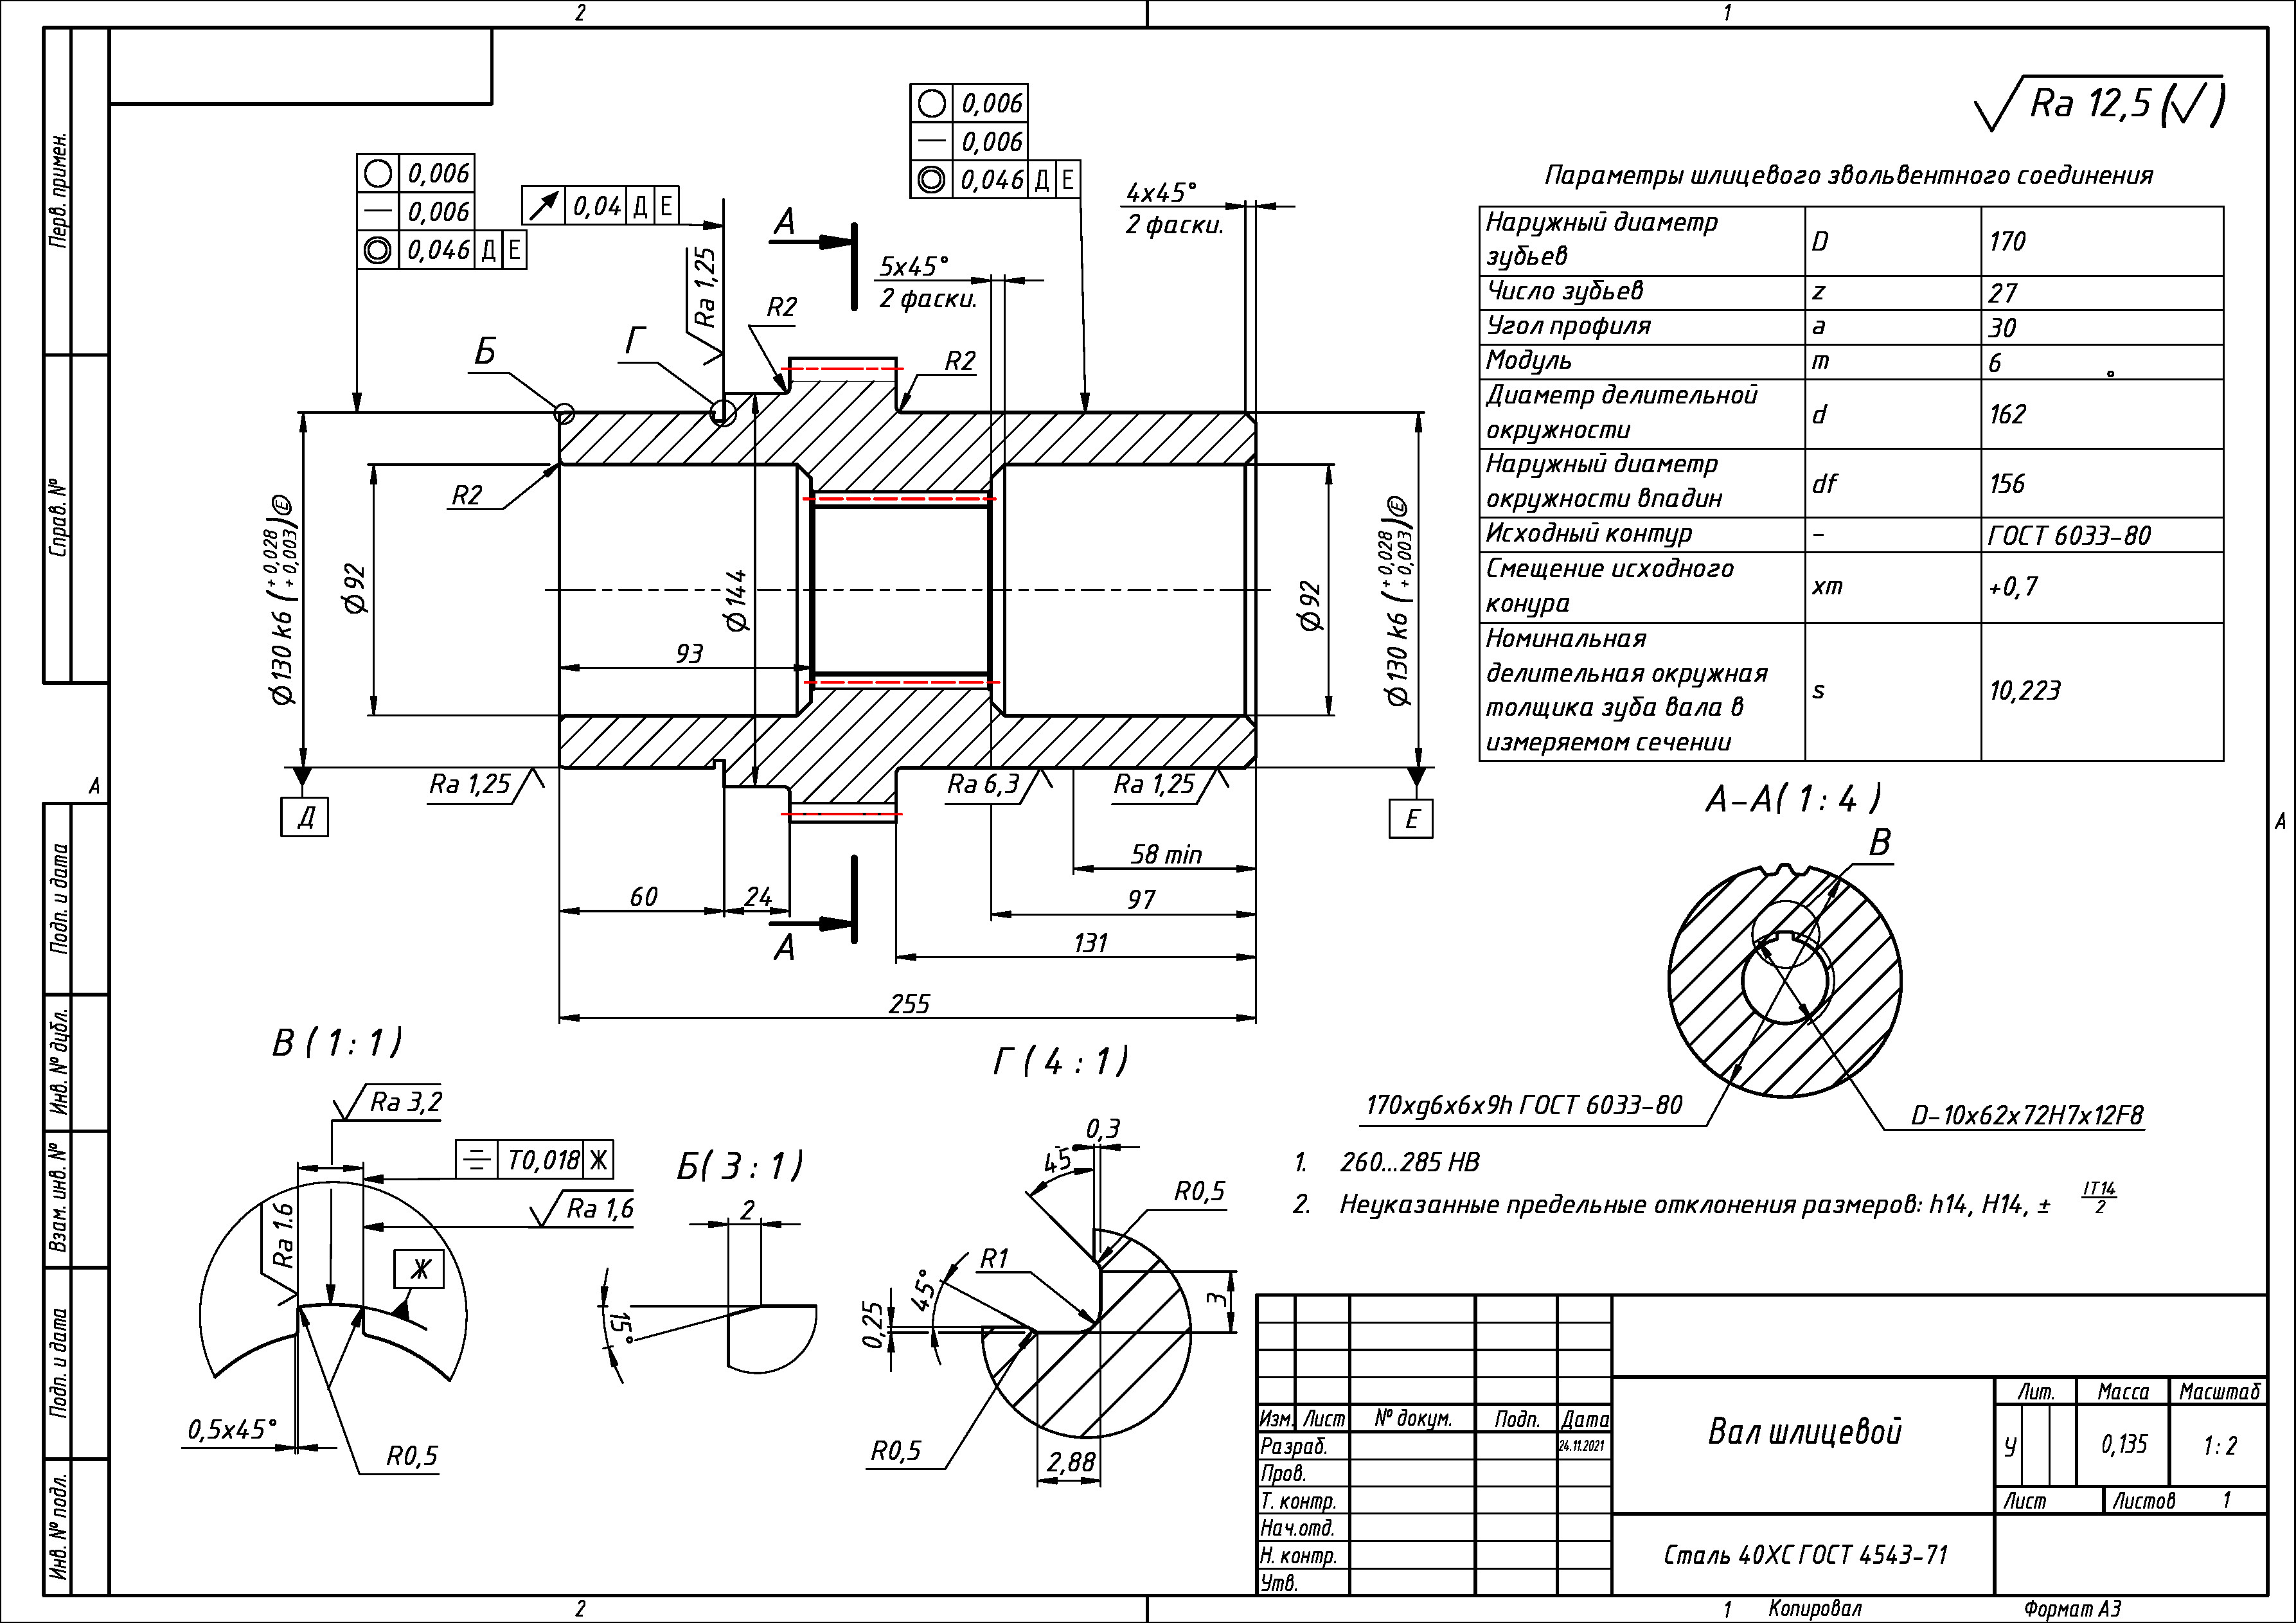 2
1
Перв. примен.
Справ. №
А
Подп. и дата
Инв. № дубл.
Взам. инв. №
Подп. и дата
Инв. № подл.
√Ra 12,5 (√)
0,006
0,006
0,046 Д Е
0,04 Д Е
0,006
0,006
0,046 Д Е
4x45°
2 фаски.
5x45°
2 фаски.
А
Ra 1,25
R2
R2
Б
Г
R2
⌀130 k6 (+0,028 +0,003) Ⓔ
⌀92
⌀144
93
⌀92
⌀130 k6 (+0,028 +0,003) Ⓔ
Ra 1,25
Ra 6,3
Ra 1,25
Д
Е
58 min
60
24
97
А
131
255
Параметры шлицевого звольвентного соединения
Наружный диаметр зубьев D 170
Число зубьев z 27
Угол профиля a 30
Модуль m 6 °
Диаметр делительной окружности d 162
Наружный диаметр окружности впадин df 156
Исходный контур – ГОСТ 6033-80
Смещение исходного конура xm +0,7
Номинальная делительная окружная толщика зуба вала в измеряемом сечении s 10,223
А-А( 1 : 4 )
В
А
170xg6x6x9h ГОСТ 6033-80
D-10x62x72H7x12F8
В ( 1 : 1 )
Ra 3,2
Т0,018 Ж
Ra 1,6
Ra 1.6
Ж
0,5x45°
R0,5
Б( 3 : 1 )
2
15°
Г ( 4 : 1 )
0,3
45°
R0,5
R1
45°
0,25
3
R0,5
2,88
1. 260...285 HB
2. Неуказанные предельные отклонения размеров: h14, H14, ± IT14/2
Изм. Лист № докум. Подп. Дата
Разраб. 24.11.2021
Пров.
Т. контр.
Нач.отд.
Н. контр.
Утв.
Вал шлицевой
Лит. Масса Масштаб
У 0,135 1 : 2
Лист Листов 1
Сталь 40ХС ГОСТ 4543-71
2
1
Копировал
Формат А3